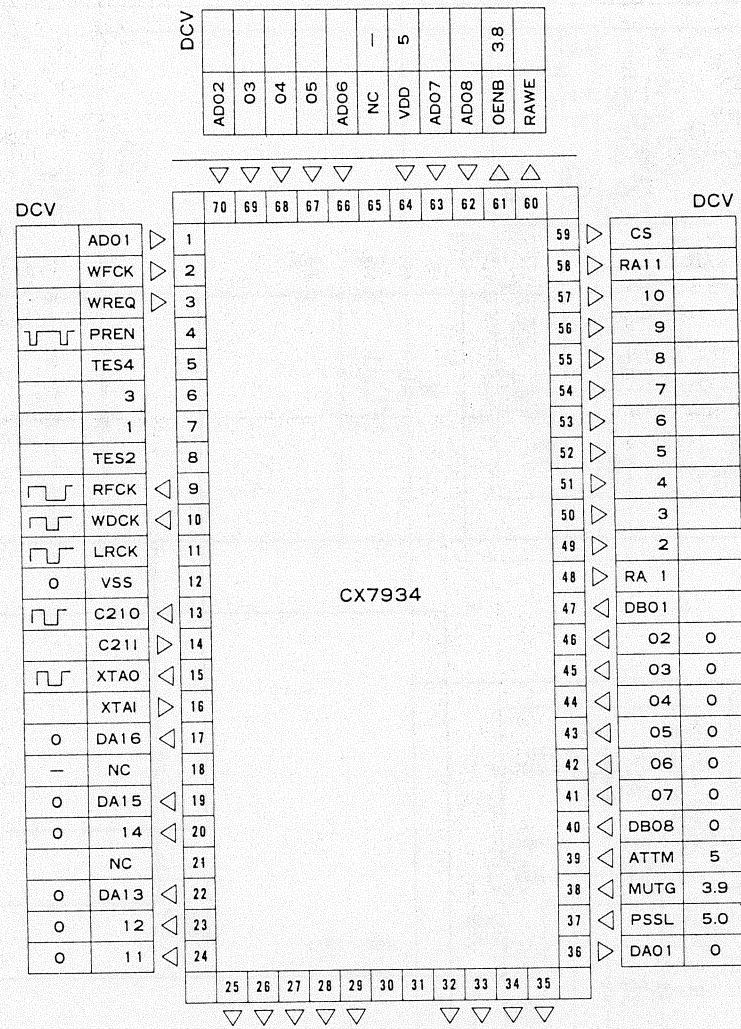 DCV – 5 3.8
AD02 03 04 05 AD06 NC VDD AD07 AD08 OENB RAWE
70 69 68 67 66 65 64 63 62 61 60
DCV
DCV
AD01 1
WFCK 2
WREQ 3
PREN 4
TES4 5
3 6
1 7
TES2 8
RFCK 9
WDCK 10
LRCK 11
0 VSS 12
C210 13
C21I 14
XTAO 15
XTAI 16
0 DA16 17
– NC 18
0 DA15 19
0 14 20
NC 21
0 DA13 22
0 12 23
0 11 24
CX7934
59 CS
58 RA11
57 10
56 9
55 8
54 7
53 6
52 5
51 4
50 3
49 2
48 RA 1
47 DB01
46 02 0
45 03 0
44 04 0
43 05 0
42 06 0
41 07 0
40 DB08 0
39 ATTM 5
38 MUTG 3.9
37 PSSL 5.0
36 DA01 0
25 26 27 28 29 30 31 32 33 34 35